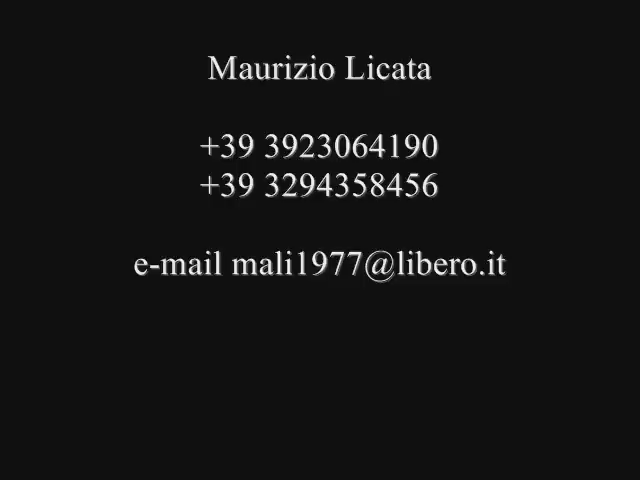 Maurizio Licata
+39 3923064190
+39 3294358456
e-mail mali1977@libero.it